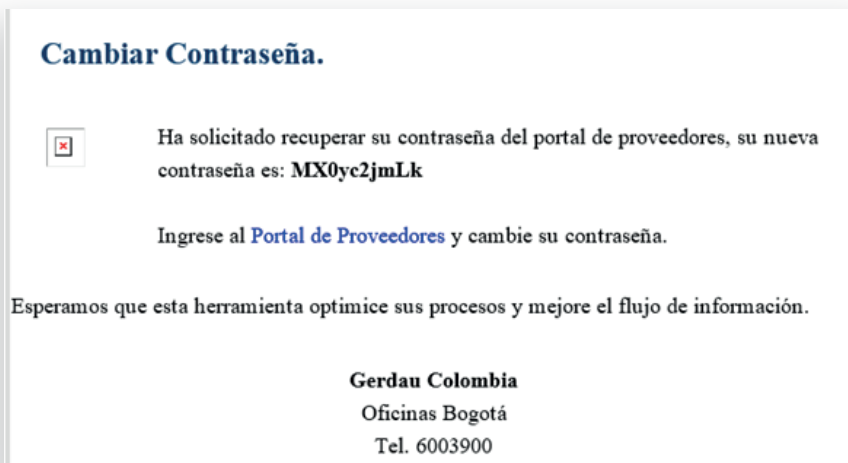 Cambiar Contraseña.
Ha solicitado recuperar su contraseña del portal de proveedores, su nueva
contraseña es: MX0yc2jmLk
Ingrese al Portal de Proveedores y cambie su contraseña.
Esperamos que esta herramienta optimice sus procesos y mejore el flujo de información.
Gerdau Colombia
Oficinas Bogotá
Tel. 6003900